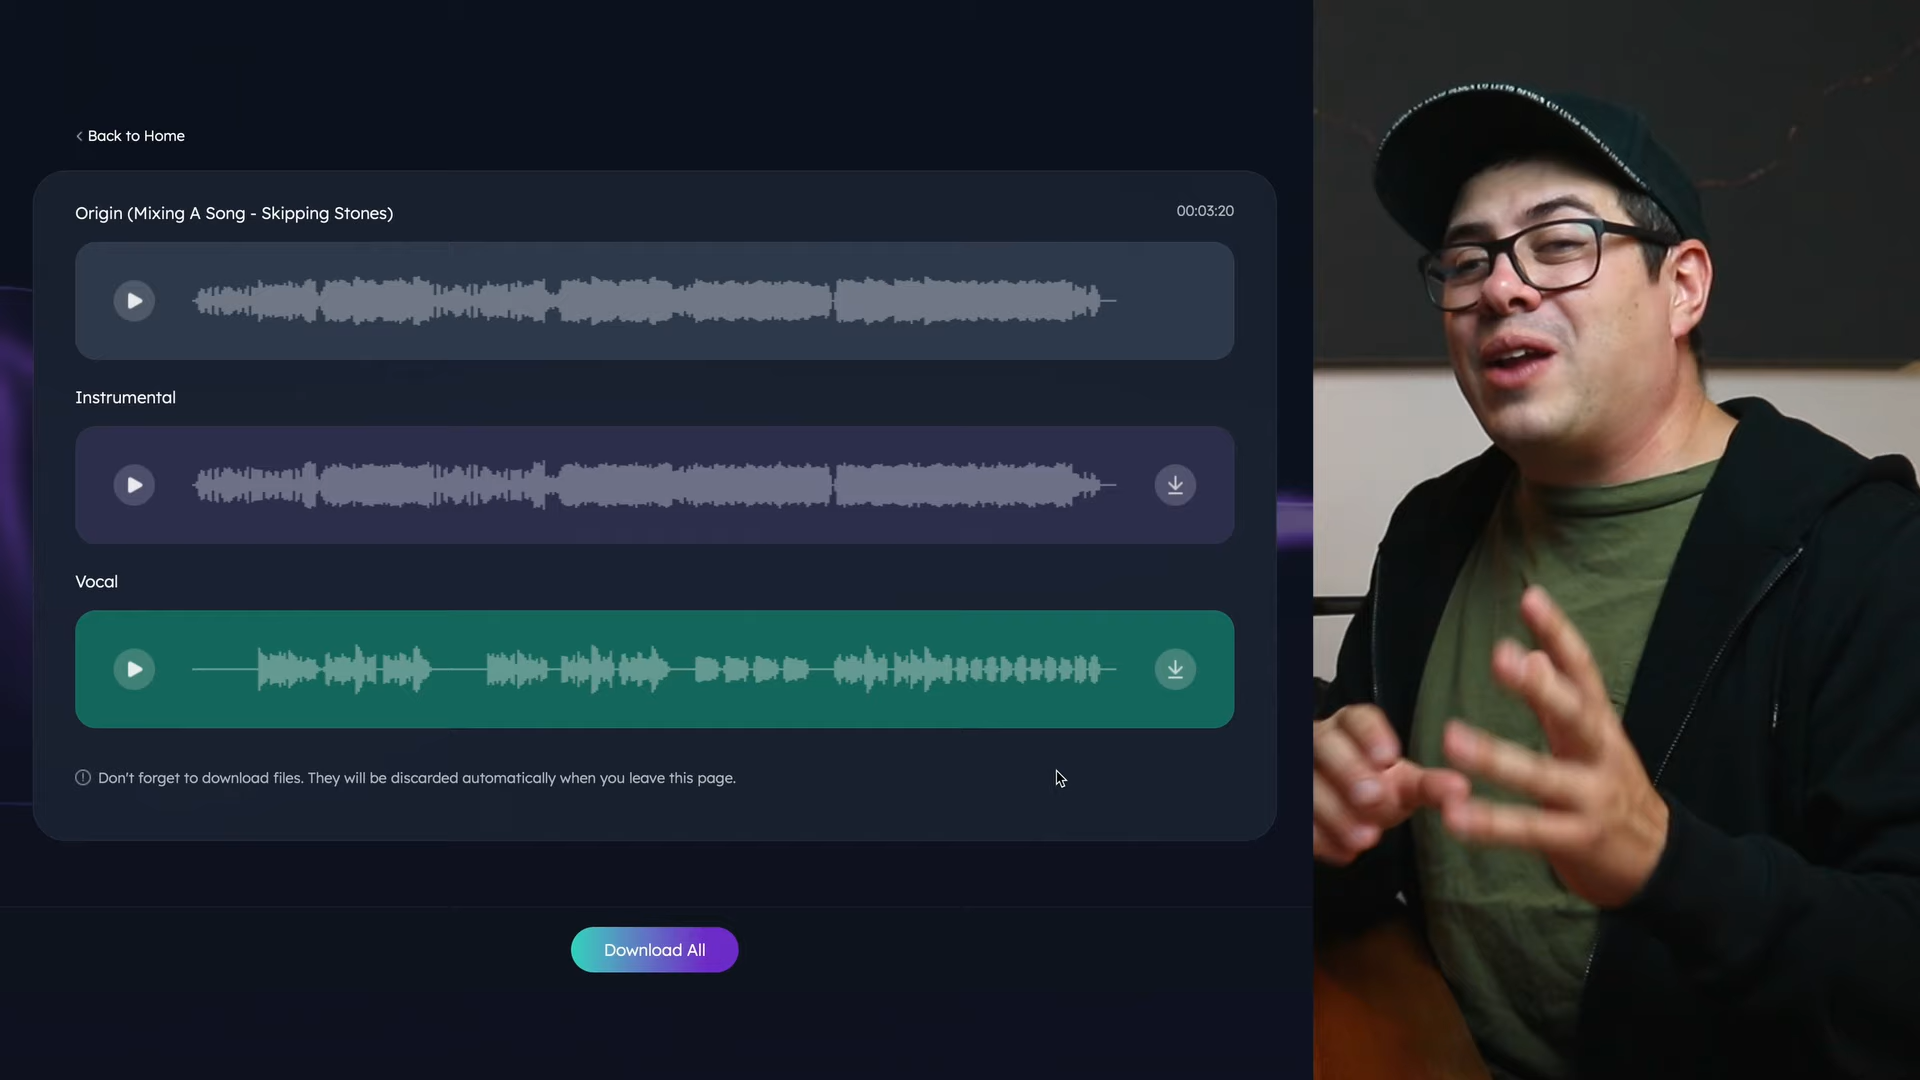 Back to Home
Origin (Mixing A Song - Skipping Stones)
00:03:20
Instrumental
Vocal
Don't forget to download files. They will be discarded automatically when you leave this page.
Download All